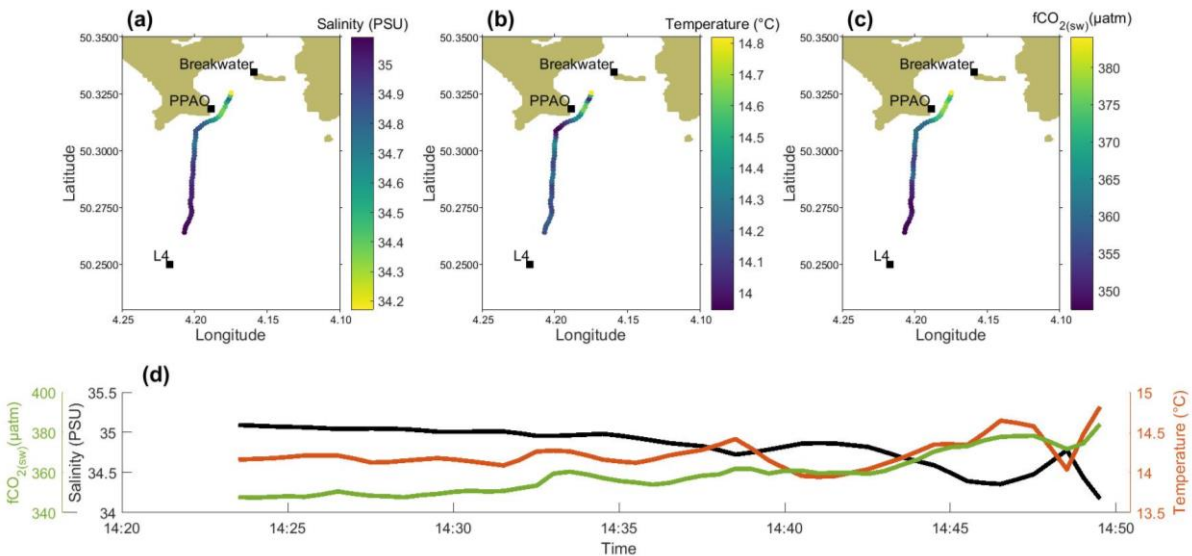 (a) Salinity (PSU)
50.3500
50.3250
50.3000
50.2750
50.2500
Latitude
Breakwater
PPAO
L4
4.25 4.20 4.15 4.10
Longitude
35
34.9
34.8
34.7
34.6
34.5
34.4
34.3
34.2
(b) Temperature (°C)
50.3500
50.3250
50.3000
50.2750
50.2500
Latitude
Breakwater
PPAO
L4
4.25 4.20 4.15 4.10
Longitude
14.8
14.7
14.6
14.5
14.4
14.3
14.2
14.1
14
(c) fCO2(sw)(µatm)
50.3500
50.3250
50.3000
50.2750
50.2500
Latitude
Breakwater
PPAO
L4
4.25 4.20 4.15 4.10
Longitude
380
375
370
365
360
355
350
(d)
400
380
360
340
fCO2(sw)(µatm)
35.5
35
34.5
34
Salinity (PSU)
15
14.5
14
13.5
Temperature (°C)
14:20 14:25 14:30 14:35 14:40 14:45 14:50
Time